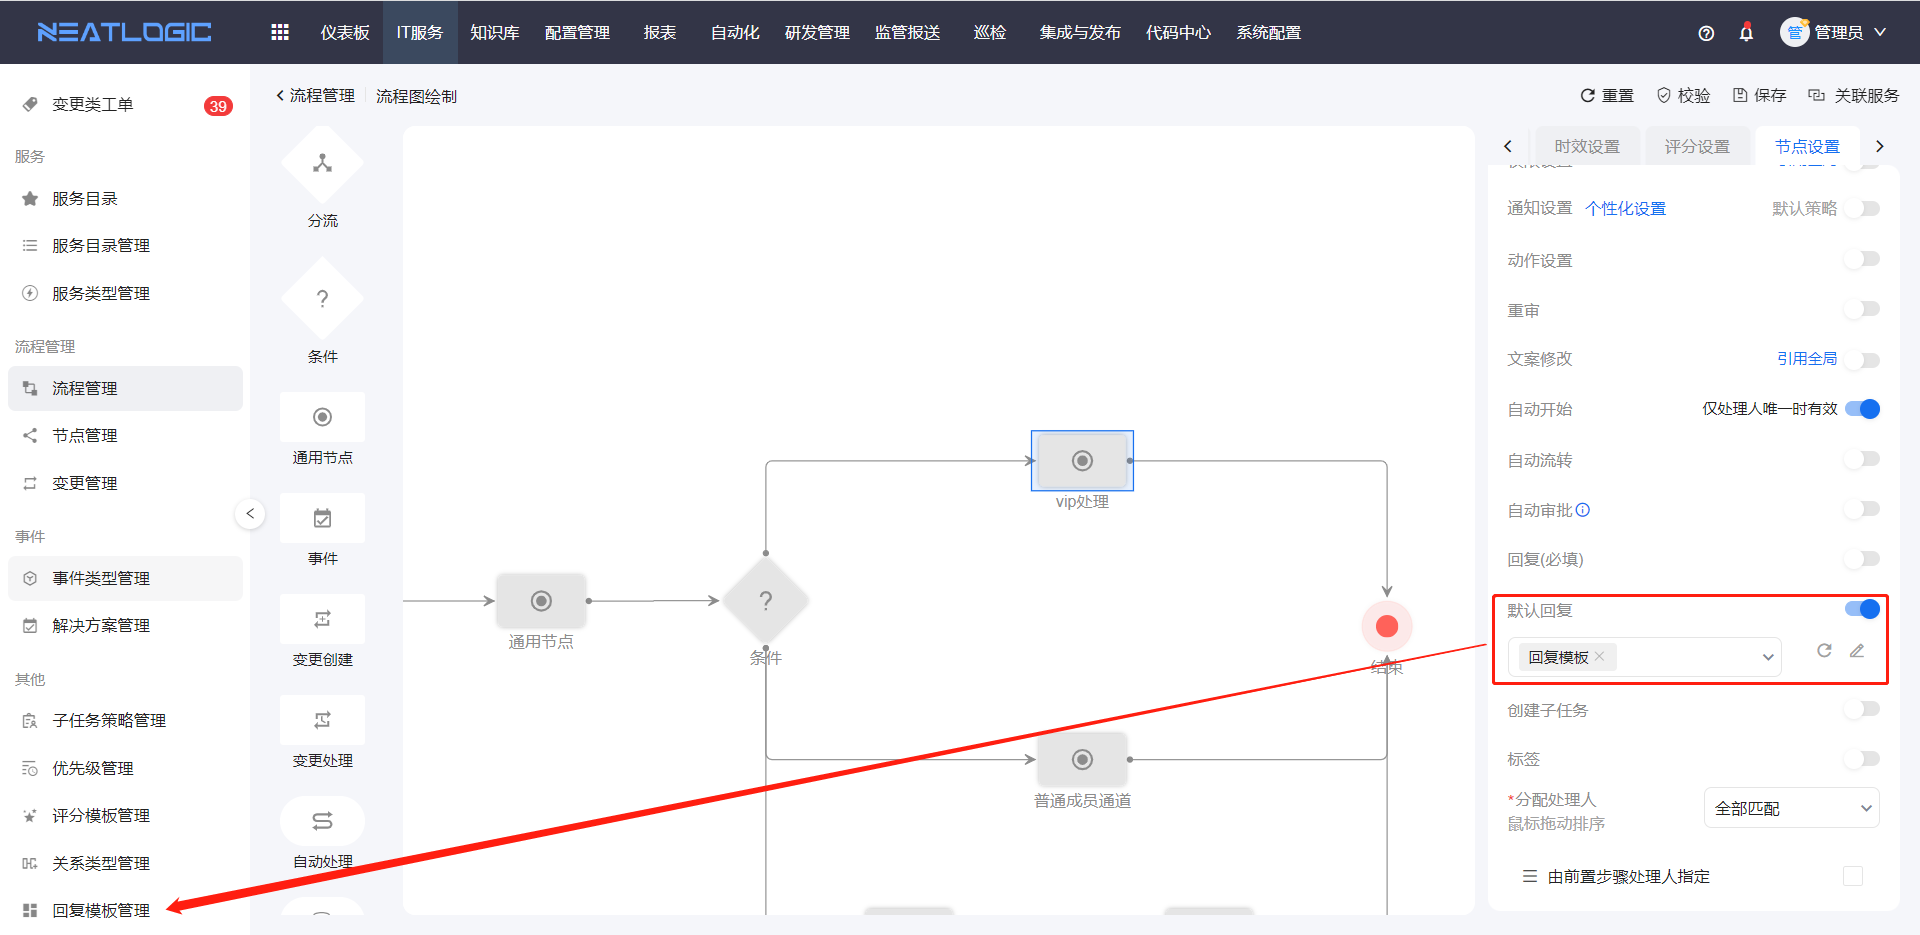 NEATLOGIC
仪表板
IT服务
知识库
配置管理
报表
自动化
研发管理
监管报送
巡检
集成与发布
代码中心
系统配置
管
管理员
变更类工单
39
服务
服务目录
服务目录管理
服务类型管理
流程管理
流程管理
节点管理
变更管理
事件
事件类型管理
解决方案管理
其他
子任务策略管理
优先级管理
评分模板管理
关系类型管理
回复模板管理
流程管理
流程图绘制
重置
校验
保存
关联服务
分流
条件
通用节点
事件
变更创建
变更处理
自动处理
通用节点
条件
vip处理
普通成员通道
结束
时效设置
评分设置
节点设置
通知设置 个性化设置 默认策略
动作设置
重审
文案修改 引用全局
自动开始 仅处理人唯一时有效
自动流转
自动审批
回复(必填)
默认回复
回复模板
创建子任务
标签
*分配处理人
鼠标拖动排序
全部匹配
由前置步骤处理人指定